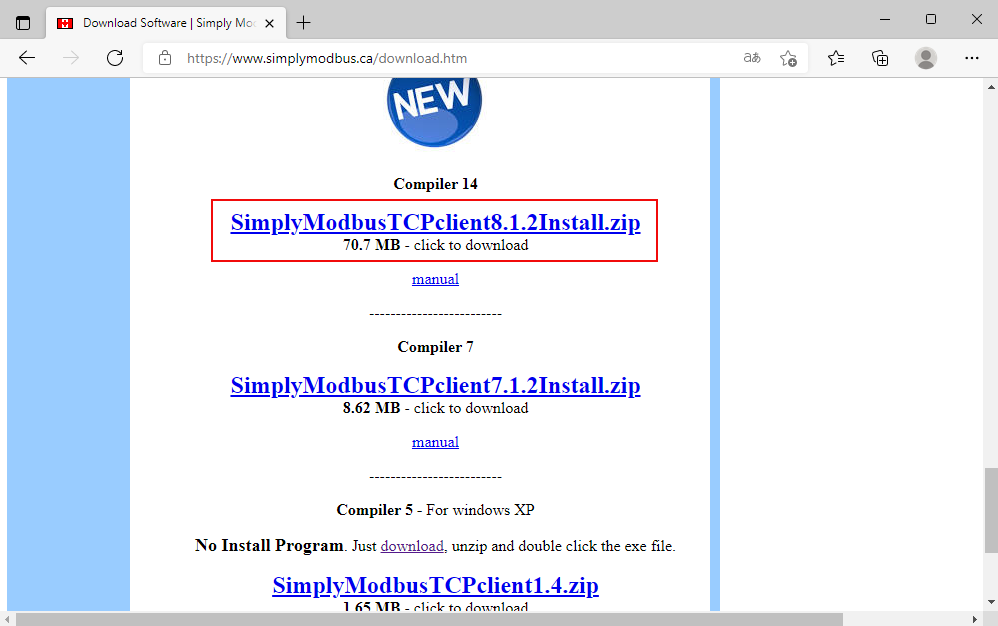 Download Software | Simply Mo
https://www.simplymodbus.ca/download.htm
NEW
Compiler 14
SimplyModbusTCPclient8.1.2Install.zip
70.7 MB - click to download
manual
-------------------------
Compiler 7
SimplyModbusTCPclient7.1.2Install.zip
8.62 MB - click to download
manual
-------------------------
Compiler 5 - For windows XP
No Install Program. Just download, unzip and double click the exe file.
SimplyModbusTCPclient1.4.zip
1.65 MB - click to download